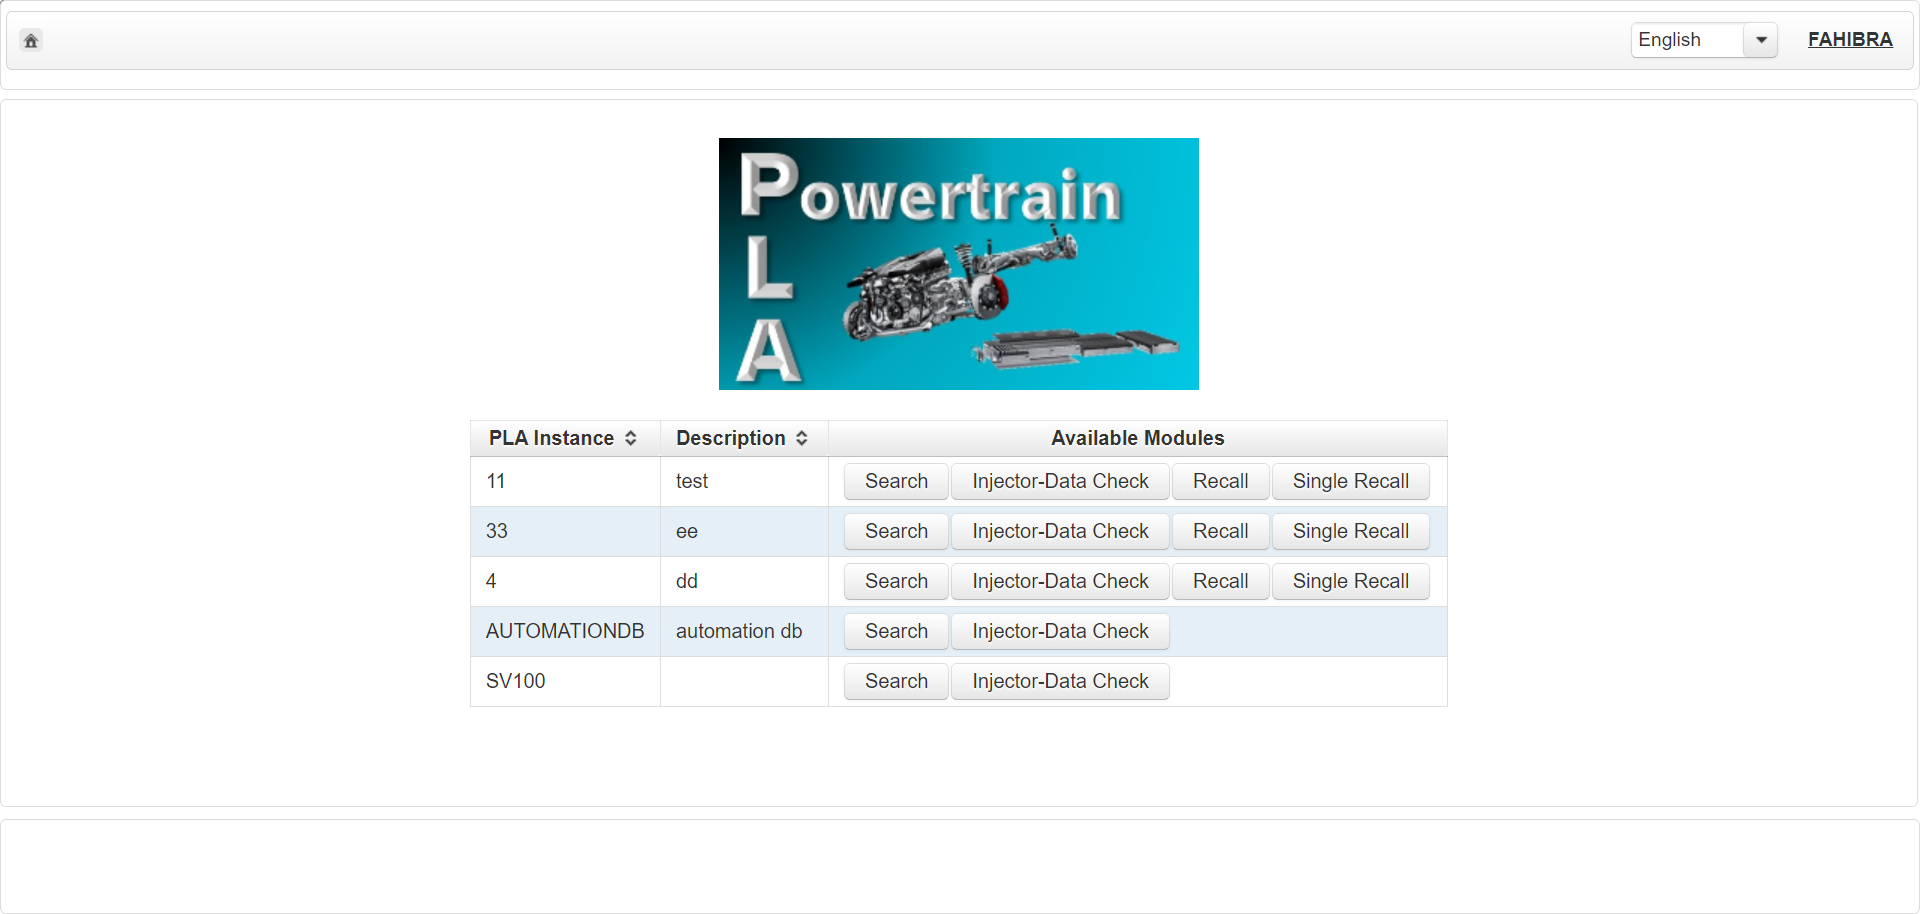 English FAHIBRA
Powertrain
L
A
PLA Instance Description Available Modules
11 test Search Injector-Data Check Recall Single Recall
33 ee Search Injector-Data Check Recall Single Recall
4 dd Search Injector-Data Check Recall Single Recall
AUTOMATIONDB automation db Search Injector-Data Check
SV100 Search Injector-Data Check